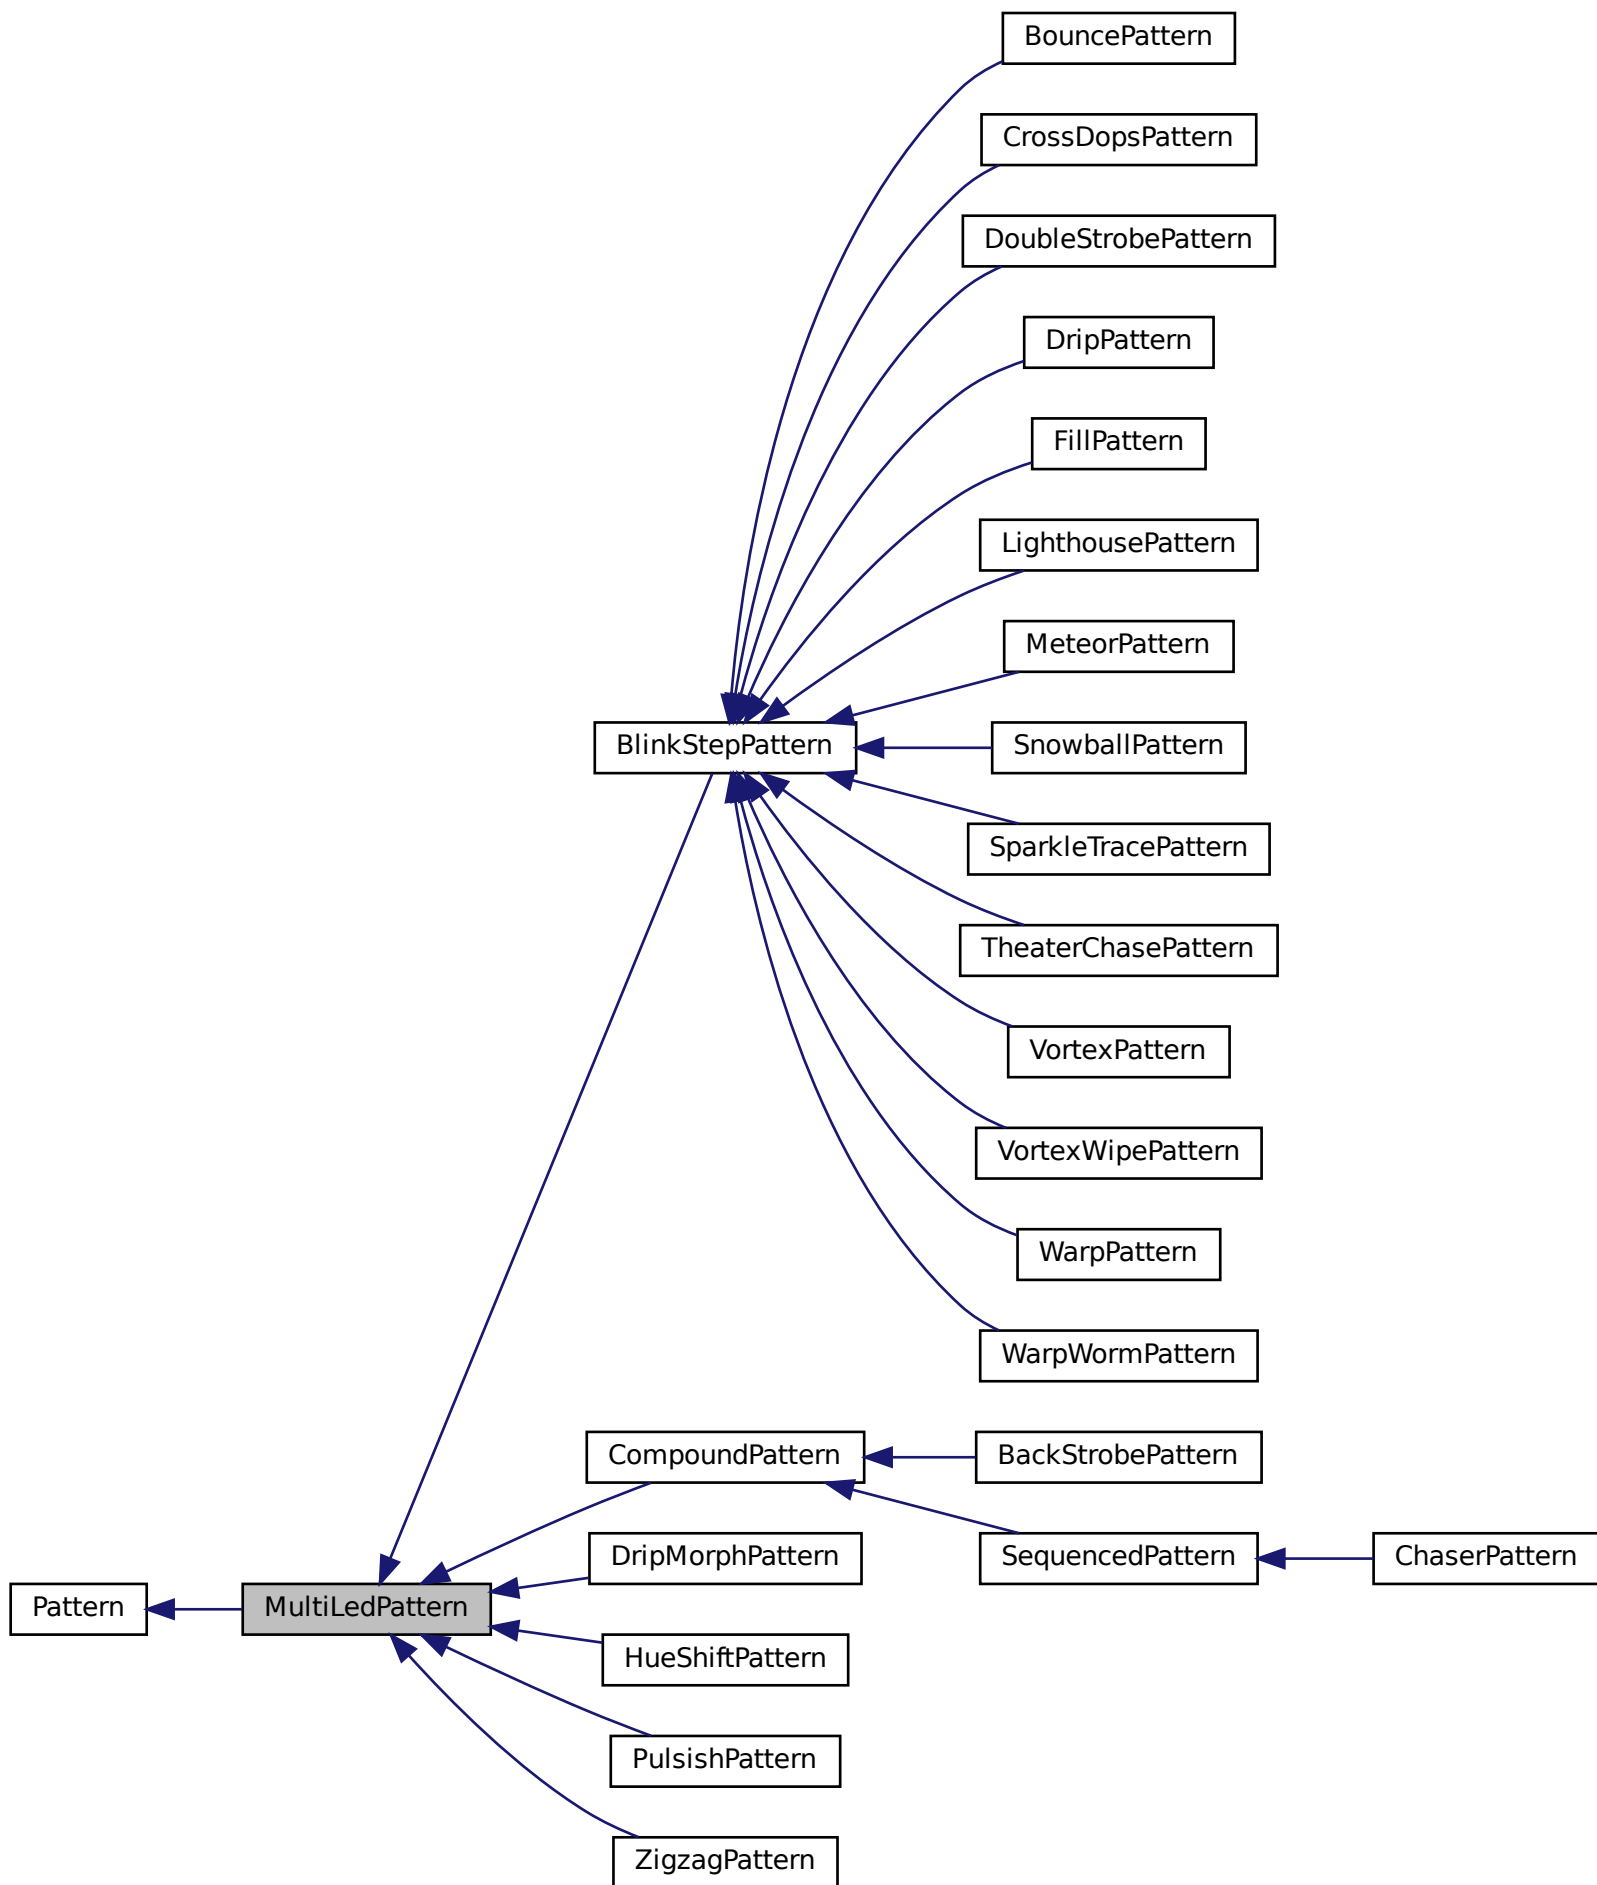 BouncePattern
CrossDopsPattern
DoubleStrobePattern
DripPattern
FillPattern
LighthousePattern
MeteorPattern
BlinkStepPattern
SnowballPattern
SparkleTracePattern
TheaterChasePattern
VortexPattern
VortexWipePattern
WarpPattern
WarpWormPattern
CompoundPattern
BackStrobePattern
DripMorphPattern
SequencedPattern
ChaserPattern
Pattern
MultiLedPattern
HueShiftPattern
PulsishPattern
ZigzagPattern